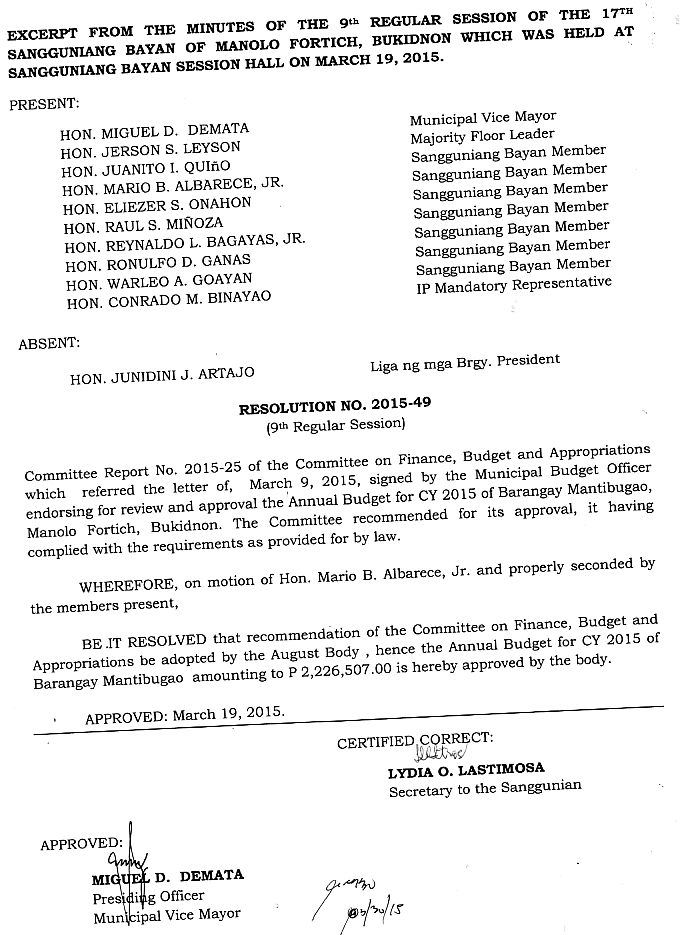 EXCERPT FROM THE MINUTES OF THE 9th REGULAR SESSION OF THE 17TH
SANGGUNIANG BAYAN OF MANOLO FORTICH, BUKIDNON WHICH WAS HELD AT
SANGGUNIANG BAYAN SESSION HALL ON MARCH 19, 2015.
PRESENT:
HON. MIGUEL D. DEMATA Municipal Vice Mayor
HON. JERSON S. LEYSON Majority Floor Leader
HON. JUANITO I. QUIñO Sangguniang Bayan Member
HON. MARIO B. ALBARECE, JR. Sangguniang Bayan Member
HON. ELIEZER S. ONAHON Sangguniang Bayan Member
HON. RAUL S. MIÑOZA Sangguniang Bayan Member
HON. REYNALDO L. BAGAYAS, JR. Sangguniang Bayan Member
HON. RONULFO D. GANAS Sangguniang Bayan Member
HON. WARLEO A. GOAYAN Sangguniang Bayan Member
HON. CONRADO M. BINAYAO IP Mandatory Representative
ABSENT:
HON. JUNIDINI J. ARTAJO Liga ng mga Brgy. President
RESOLUTION NO. 2015-49
(9th Regular Session)
Committee Report No. 2015-25 of the Committee on Finance, Budget and Appropriations
which referred the letter of, March 9, 2015, signed by the Municipal Budget Officer
endorsing for review and approval the Annual Budget for CY 2015 of Barangay Mantibugao,
Manolo Fortich, Bukidnon. The Committee recommended for its approval, it having
complied with the requirements as provided for by law.
WHEREFORE, on motion of Hon. Mario B. Albarece, Jr. and properly seconded by
the members present,
BE IT RESOLVED that recommendation of the Committee on Finance, Budget and
Appropriations be adopted by the August Body , hence the Annual Budget for CY 2015 of
Barangay Mantibugao amounting to P 2,226,507.00 is hereby approved by the body.
APPROVED: March 19, 2015.
CERTIFIED CORRECT:
LYDIA O. LASTIMOSA
Secretary to the Sanggunian
APPROVED:
MIGUEL D. DEMATA
Presiding Officer
Municipal Vice Mayor